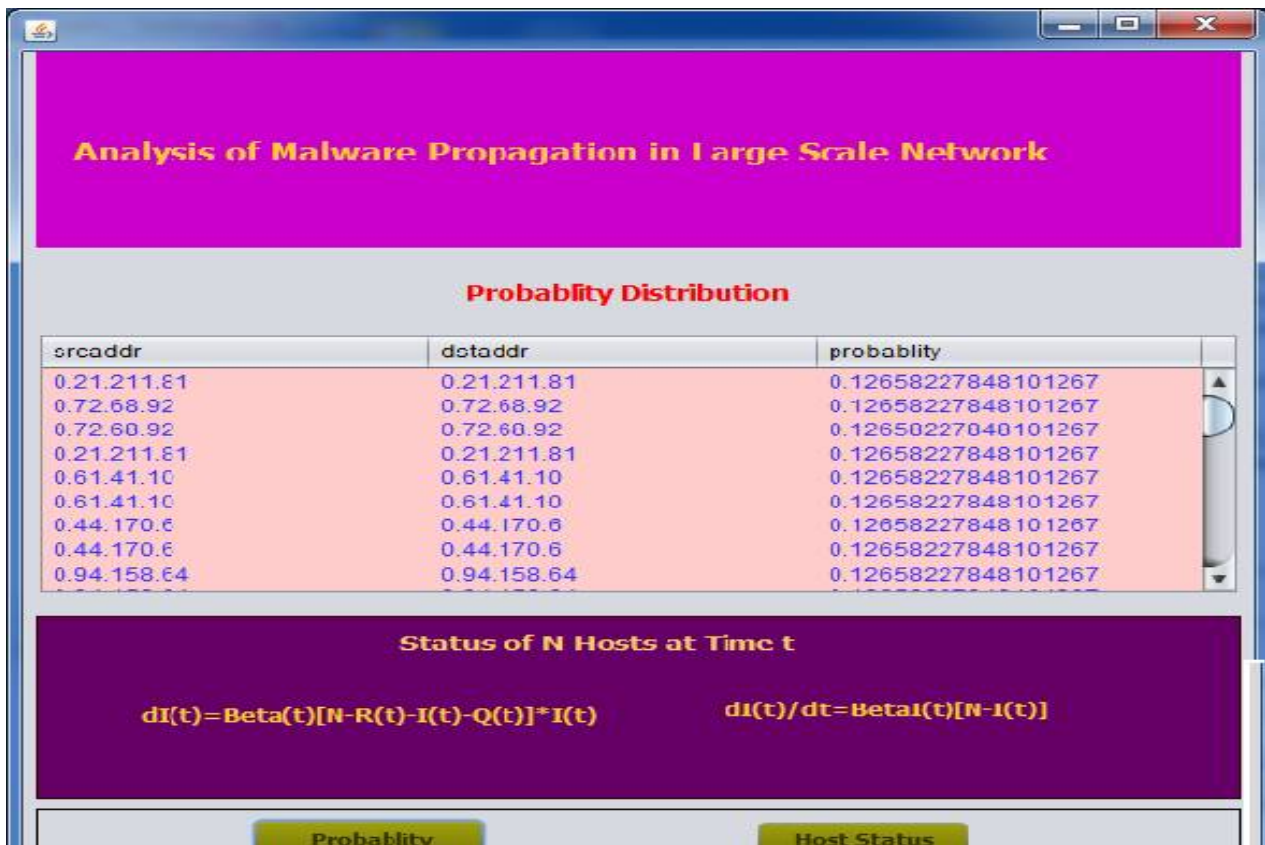 Analysis of Malware Propagation in Large Scale Network
Probablity Distribution
srcaddr dstaddr probablity
0.21.211.81 0.21.211.81 0.12658227848101267
0.72.68.92 0.72.68.92 0.12658227848101267
0.72.68.92 0.72.68.92 0.12658227848101267
0.21.211.81 0.21.211.81 0.12658227848101267
0.61.41.10 0.61.41.10 0.12658227848101267
0.61.41.10 0.61.41.10 0.12658227848101267
0.44.170.6 0.44.170.6 0.12658227848101267
0.44.170.6 0.44.170.6 0.12658227848101267
0.94.158.64 0.94.158.64 0.12658227848101267
Status of N Hosts at Time t
dI(t)=Beta(t)[N-R(t)-I(t)-Q(t)]*I(t) dI(t)/dt=BetaI(t)[N-I(t)]
Probablity Host Status